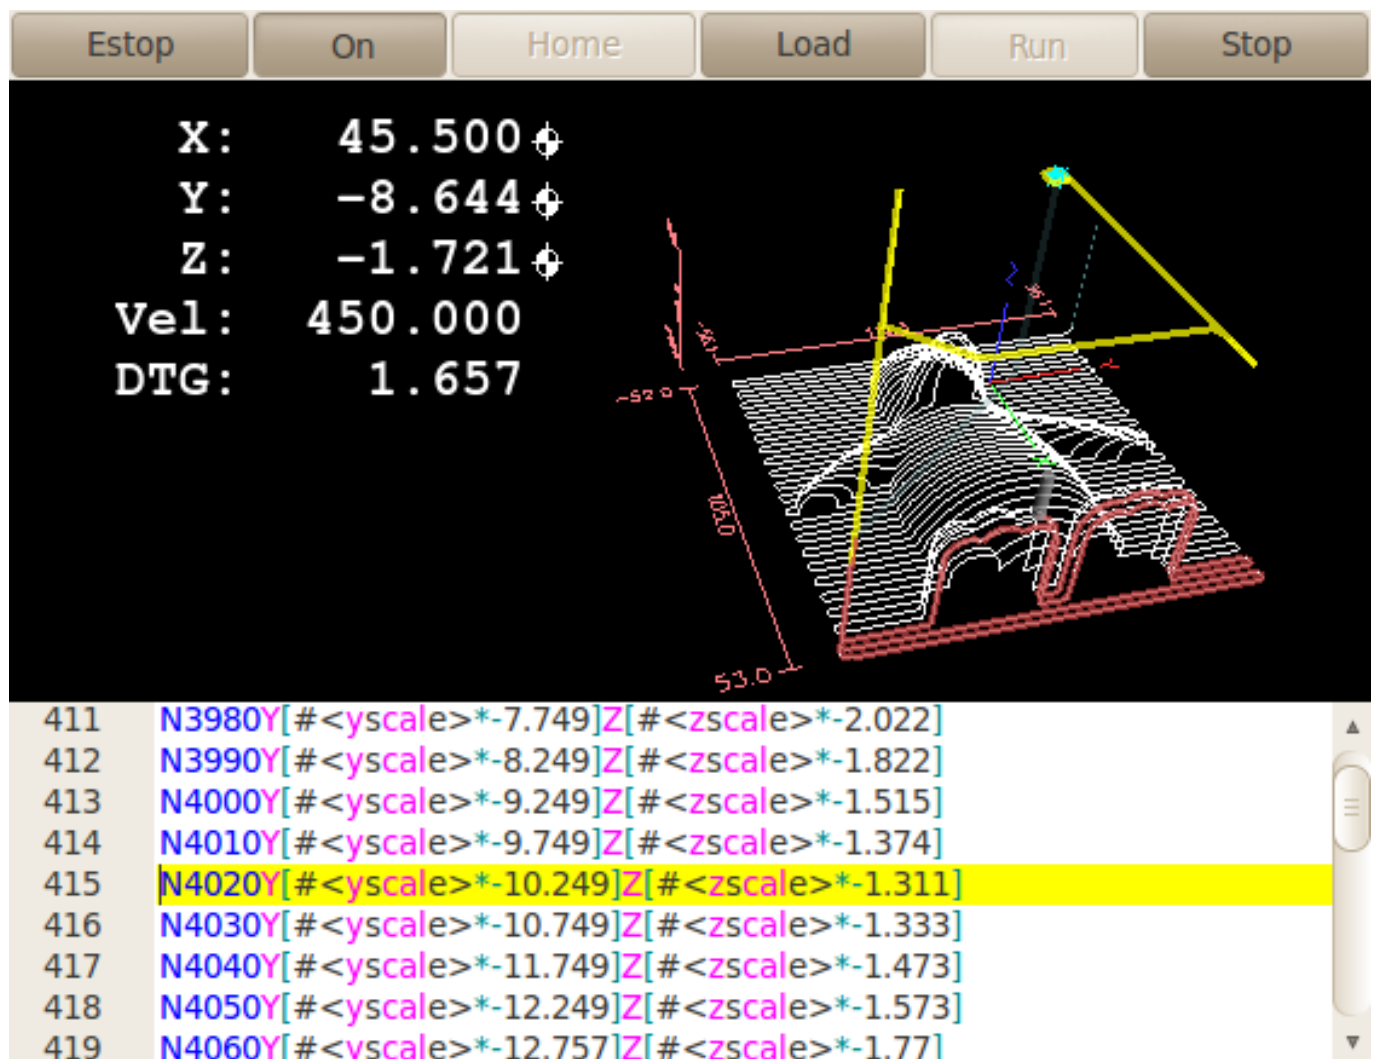 Estop On Home Load Run Stop
X: 45.500
Y: -8.644
Z: -1.721
Vel: 450.000
DTG: 1.657
105.0
53.0
411 N3980Y[#<yscale>*-7.749]Z[#<zscale>*-2.022]
412 N3990Y[#<yscale>*-8.249]Z[#<zscale>*-1.822]
413 N4000Y[#<yscale>*-9.249]Z[#<zscale>*-1.515]
414 N4010Y[#<yscale>*-9.749]Z[#<zscale>*-1.374]
415 N4020Y[#<yscale>*-10.249]Z[#<zscale>*-1.311]
416 N4030Y[#<yscale>*-10.749]Z[#<zscale>*-1.333]
417 N4040Y[#<yscale>*-11.749]Z[#<zscale>*-1.473]
418 N4050Y[#<yscale>*-12.249]Z[#<zscale>*-1.573]
419 N4060Y[#<yscale>*-12.757]Z[#<zscale>*-1.77]